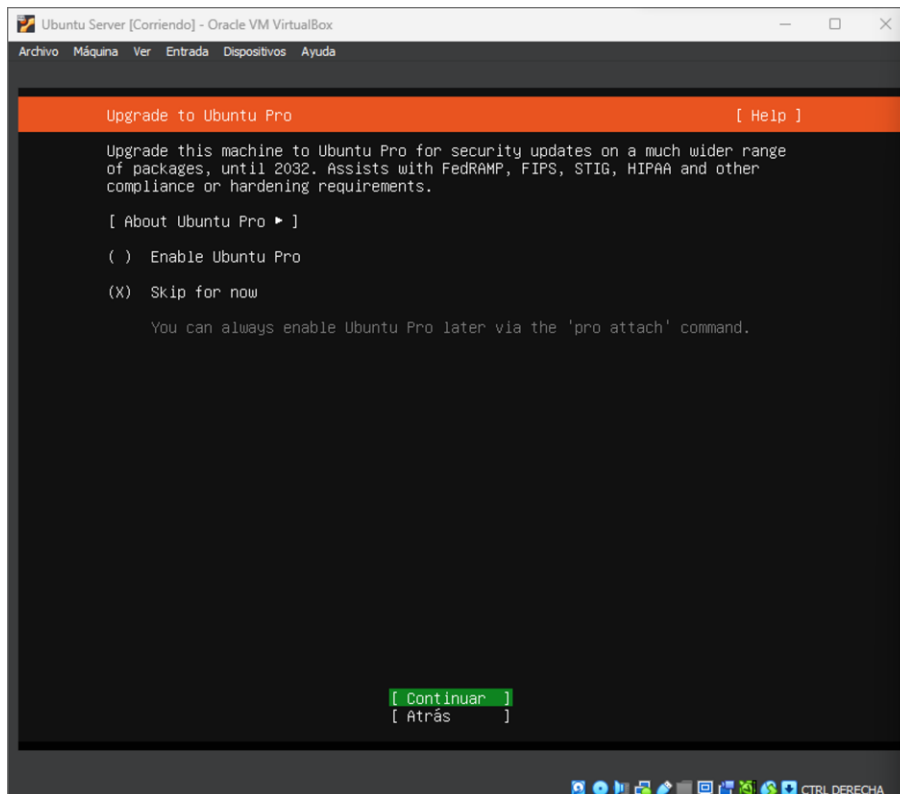 Ubuntu Server [Corriendo] - Oracle VM VirtualBox
Archivo Máquina Ver Entrada Dispositivos Ayuda
Upgrade to Ubuntu Pro [ Help ]
Upgrade this machine to Ubuntu Pro for security updates on a much wider range
of packages, until 2032. Assists with FedRAMP, FIPS, STIG, HIPAA and other
compliance or hardening requirements.
[ About Ubuntu Pro ▸ ]
( ) Enable Ubuntu Pro
(X) Skip for now
You can always enable Ubuntu Pro later via the 'pro attach' command.
[ Continuar ]
[ Atrás ]
CTRL DERECHA